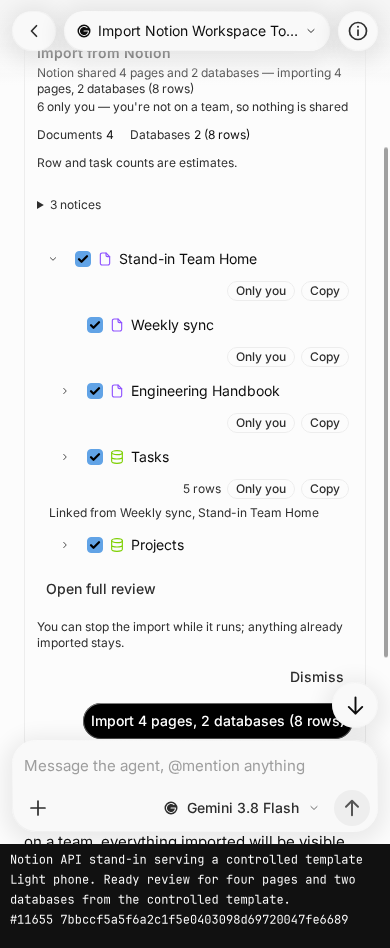 Import Notion Workspace To...
Import from Notion
Notion shared 4 pages and 2 databases — importing 4
pages, 2 databases (8 rows)
6 only you — you're not on a team, so nothing is shared
Documents 4 Databases 2 (8 rows)
Row and task counts are estimates.
3 notices
Stand-in Team Home
Only you Copy
Weekly sync
Only you Copy
Engineering Handbook
Only you Copy
Tasks
5 rows Only you Copy
Linked from Weekly sync, Stand-in Team Home
Projects
Open full review
You can stop the import while it runs; anything already
imported stays.
Dismiss
Import 4 pages, 2 databases (8 rows)
Message the agent, @mention anything
Gemini 3.8 Flash
on a team, everything imported will be visible
Notion API stand-in serving a controlled template
Light phone. Ready review for four pages and two
databases from the controlled template.
#11655 7bbccf5a5f6a2c1f5e0403098d69720047fe6689